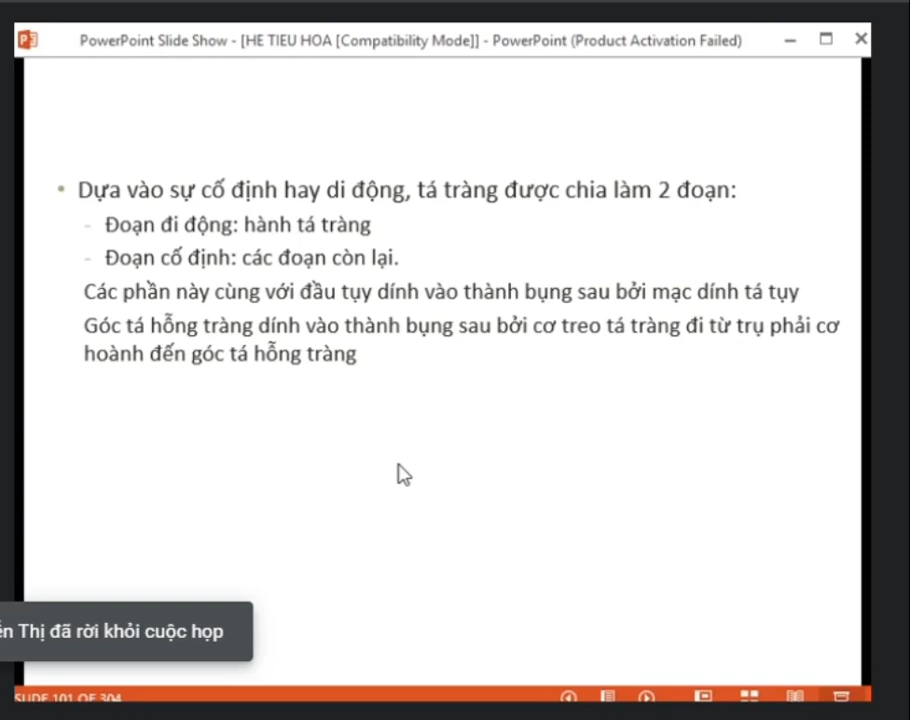 PowerPoint Slide Show - [HE TIEU HOA [Compatibility Mode]] - PowerPoint (Product Activation Failed)
• Dựa vào sự cố định hay di động, tá tràng được chia làm 2 đoạn:
- Đoạn đi động: hành tá tràng
- Đoạn cố định: các đoạn còn lại.
Các phần này cùng với đầu tụy dính vào thành bụng sau bởi mạc dính tá tụy
Góc tá hỗng tràng dính vào thành bụng sau bởi cơ treo tá tràng đi từ trụ phải cơ
hoành đến góc tá hỗng tràng
Thị đã rời khỏi cuộc họp
SLIDE 101 OF 304